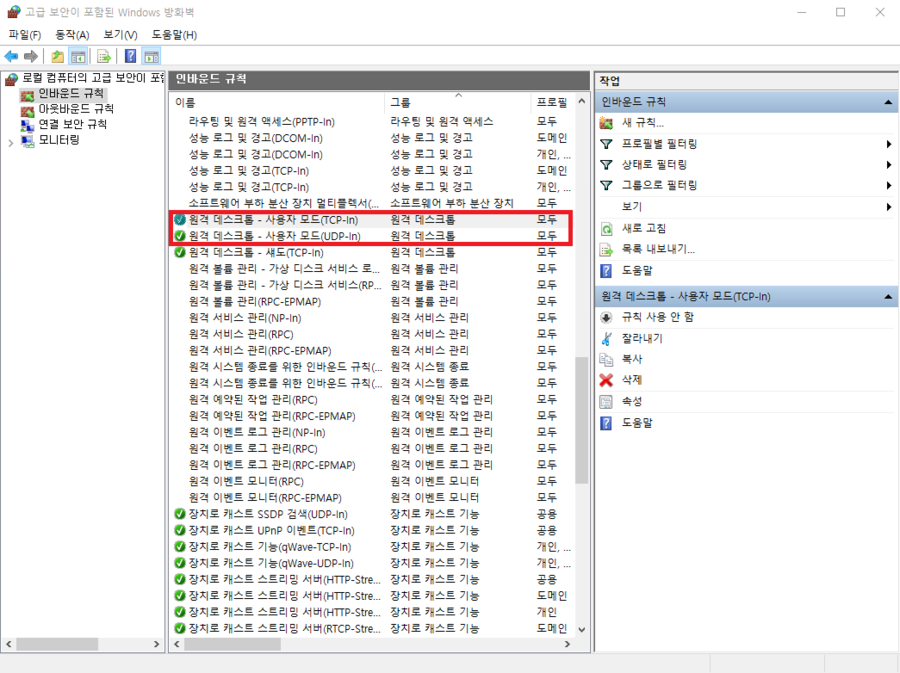 고급 보안이 포함된 Windows 방화벽
파일(F) 동작(A) 보기(V) 도움말(H)
로컬 컴퓨터의 고급 보안이 포함
인바운드 규칙
아웃바운드 규칙
연결 보안 규칙
모니터링
인바운드 규칙
이름 그룹 프로필
라우팅 및 원격 액세스(PPTP-In) 라우팅 및 원격 액세스 모두
성능 로그 및 경고(DCOM-In) 성능 로그 및 경고 도메인
성능 로그 및 경고(DCOM-In) 성능 로그 및 경고 개인, ...
성능 로그 및 경고(TCP-In) 성능 로그 및 경고 도메인
성능 로그 및 경고(TCP-In) 성능 로그 및 경고 개인, ...
소프트웨어 부하 분산 장치 멀티플렉서(... 소프트웨어 부하 분산 장치 모두
원격 데스크톱 - 사용자 모드(TCP-In) 원격 데스크톱 모두
원격 데스크톱 - 사용자 모드(UDP-In) 원격 데스크톱 모두
원격 데스크톱 - 섀도(TCP-In) 원격 데스크톱 모두
원격 볼륨 관리 - 가상 디스크 서비스 로... 원격 볼륨 관리 모두
원격 볼륨 관리 - 가상 디스크 서비스(RP... 원격 볼륨 관리 모두
원격 볼륨 관리(RPC-EPMAP) 원격 볼륨 관리 모두
원격 서비스 관리(NP-In) 원격 서비스 관리 모두
원격 서비스 관리(RPC) 원격 서비스 관리 모두
원격 서비스 관리(RPC-EPMAP) 원격 서비스 관리 모두
원격 시스템 종료를 위한 인바운드 규칙(... 원격 시스템 종료 모두
원격 시스템 종료를 위한 인바운드 규칙(... 원격 시스템 종료 모두
원격 예약된 작업 관리(RPC) 원격 예약된 작업 관리 모두
원격 예약된 작업 관리(RPC-EPMAP) 원격 예약된 작업 관리 모두
원격 이벤트 로그 관리(NP-In) 원격 이벤트 로그 관리 모두
원격 이벤트 로그 관리(RPC) 원격 이벤트 로그 관리 모두
원격 이벤트 로그 관리(RPC-EPMAP) 원격 이벤트 로그 관리 모두
원격 이벤트 모니터(RPC) 원격 이벤트 모니터 모두
원격 이벤트 모니터(RPC-EPMAP) 원격 이벤트 모니터 모두
장치로 캐스트 SSDP 검색(UDP-In) 장치로 캐스트 기능 공용
장치로 캐스트 UPnP 이벤트(TCP-In) 장치로 캐스트 기능 공용
장치로 캐스트 기능(qWave-TCP-In) 장치로 캐스트 기능 개인, ...
장치로 캐스트 기능(qWave-UDP-In) 장치로 캐스트 기능 개인, ...
장치로 캐스트 스트리밍 서버(HTTP-Stre... 장치로 캐스트 기능 공용
장치로 캐스트 스트리밍 서버(HTTP-Stre... 장치로 캐스트 기능 도메인
장치로 캐스트 스트리밍 서버(HTTP-Stre... 장치로 캐스트 기능 개인
장치로 캐스트 스트리밍 서버(RTCP-Stre... 장치로 캐스트 기능 도메인
작업
인바운드 규칙
새 규칙...
프로필별 필터링
상태로 필터링
그룹으로 필터링
보기
새로 고침
목록 내보내기...
도움말
원격 데스크톱 - 사용자 모드(TCP-In)
규칙 사용 안 함
잘라내기
복사
삭제
속성
도움말